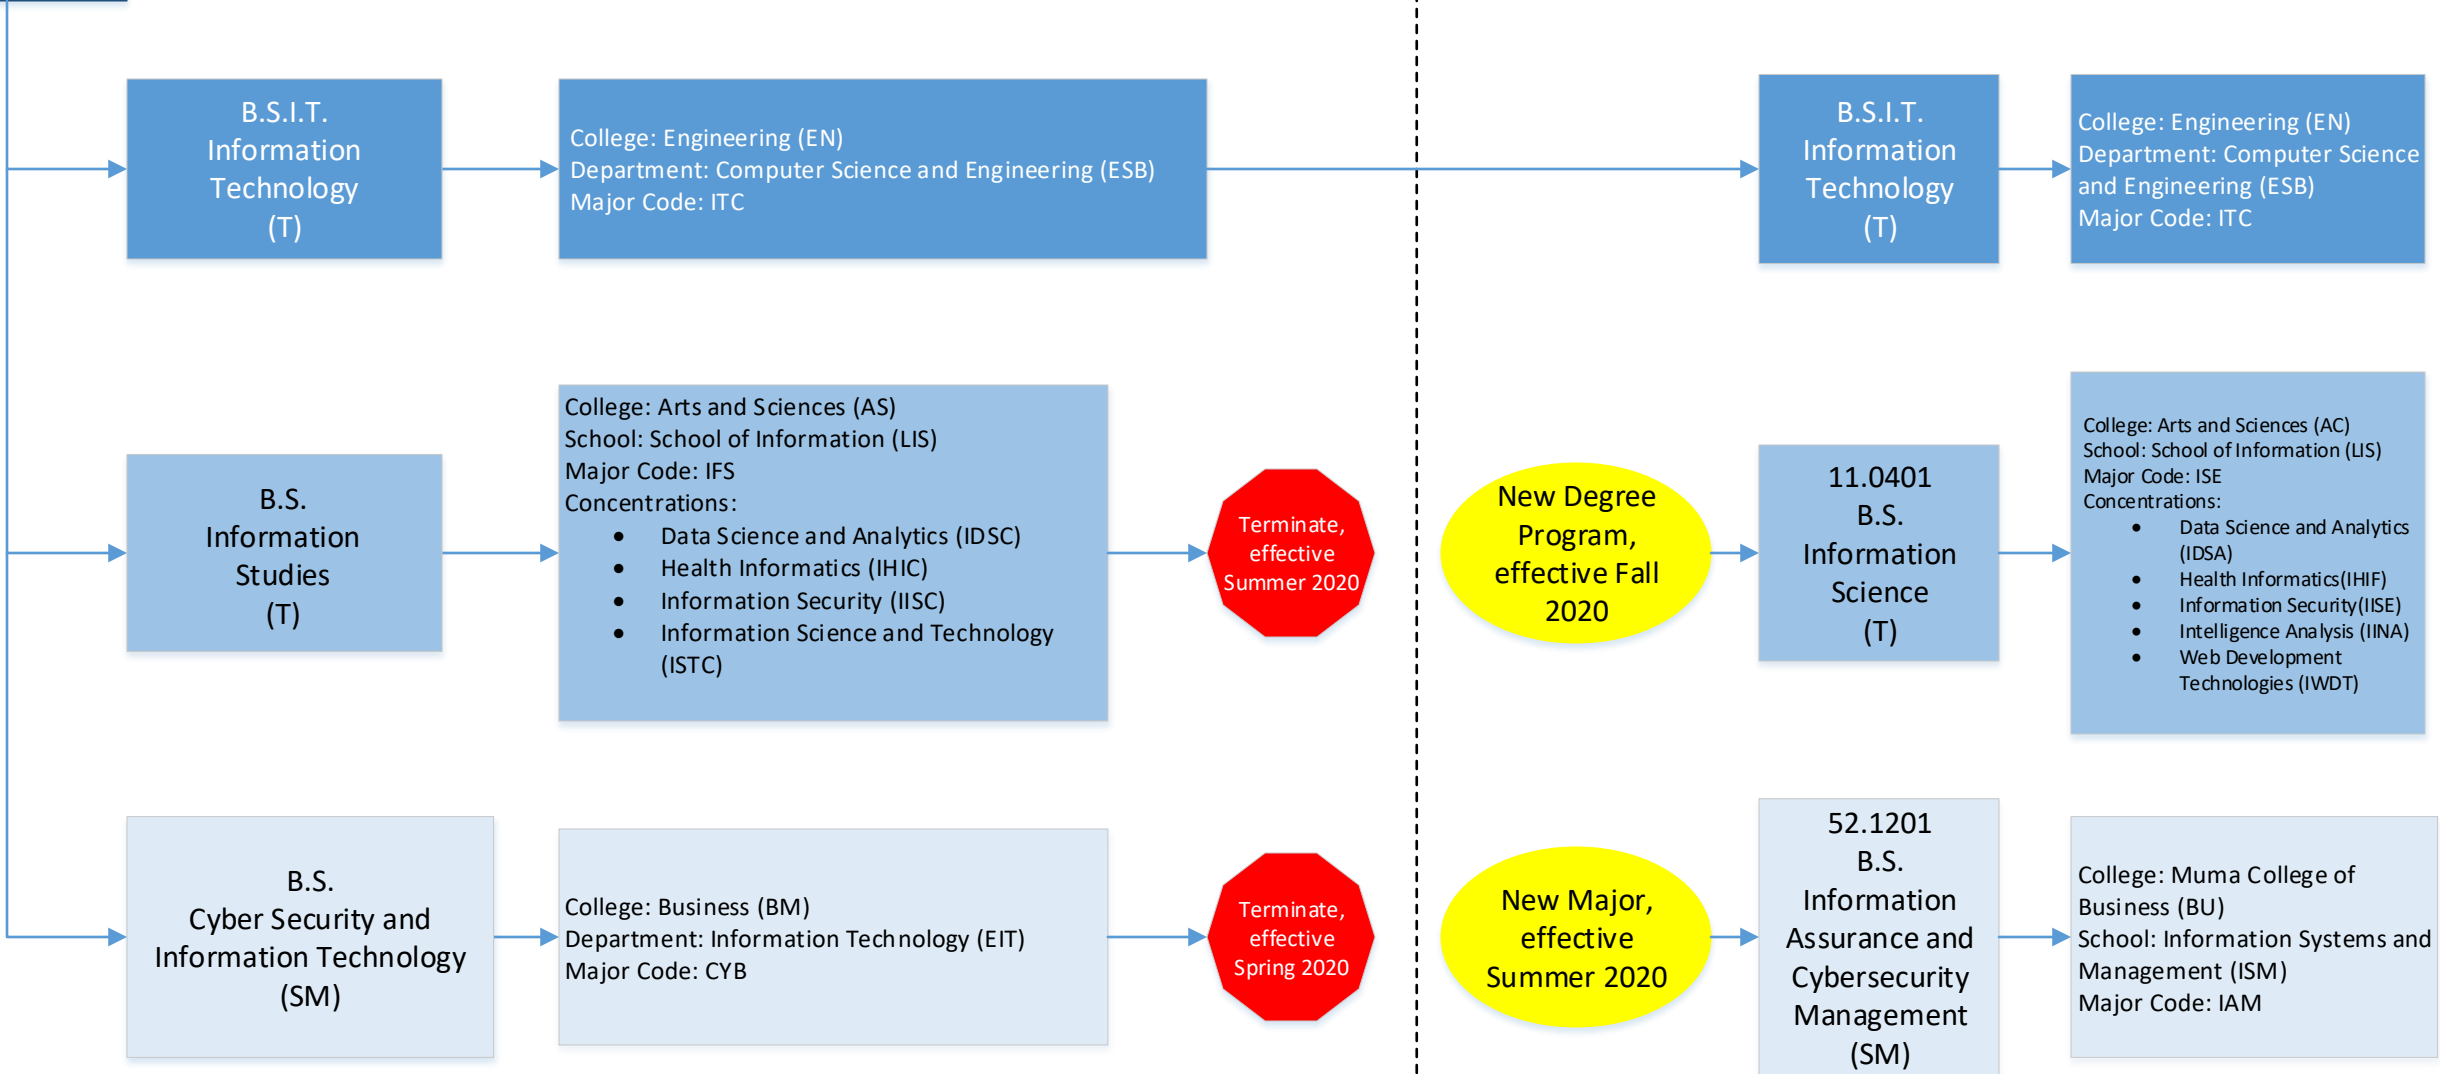 B.S.I.T.
Information
Technology
(T)
College: Engineering (EN)
Department: Computer Science and Engineering (ESB)
Major Code: ITC
B.S.I.T.
Information
Technology
(T)
College: Engineering (EN)
Department: Computer Science
and Engineering (ESB)
Major Code: ITC
B.S.
Information
Studies
(T)
College: Arts and Sciences (AS)
School: School of Information (LIS)
Major Code: IFS
Concentrations:
• Data Science and Analytics (IDSC)
• Health Informatics (IHIC)
• Information Security (IISC)
• Information Science and Technology
(ISTC)
Terminate,
effective
Summer 2020
New Degree
Program,
effective Fall
2020
11.0401
B.S.
Information
Science
(T)
College: Arts and Sciences (AC)
School: School of Information (LIS)
Major Code: ISE
Concentrations:
• Data Science and Analytics
(IDSA)
• Health Informatics(IHIF)
• Information Security(IISE)
• Intelligence Analysis (IINA)
• Web Development
Technologies (IWDT)
B.S.
Cyber Security and
Information Technology
(SM)
College: Business (BM)
Department: Information Technology (EIT)
Major Code: CYB
Terminate,
effective
Spring 2020
New Major,
effective
Summer 2020
52.1201
B.S.
Information
Assurance and
Cybersecurity
Management
(SM)
College: Muma College of
Business (BU)
School: Information Systems and
Management (ISM)
Major Code: IAM